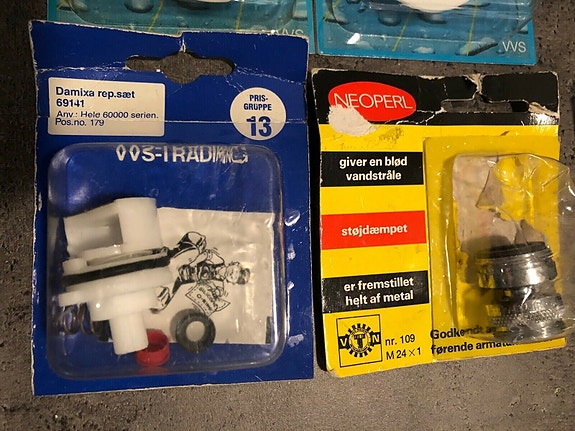 VVS
VVS
Damixa rep.sæt
69141
Anv: Hele 60000 serien.
Pos.no. 179
PRIS-
GRUPPE
13
VVS-TRADING
NEOPERL
giver en blød
vandstråle
støjdæmpet
er fremstillet
helt af metal
nr. 109
M 24 × 1
Godkendt
førende